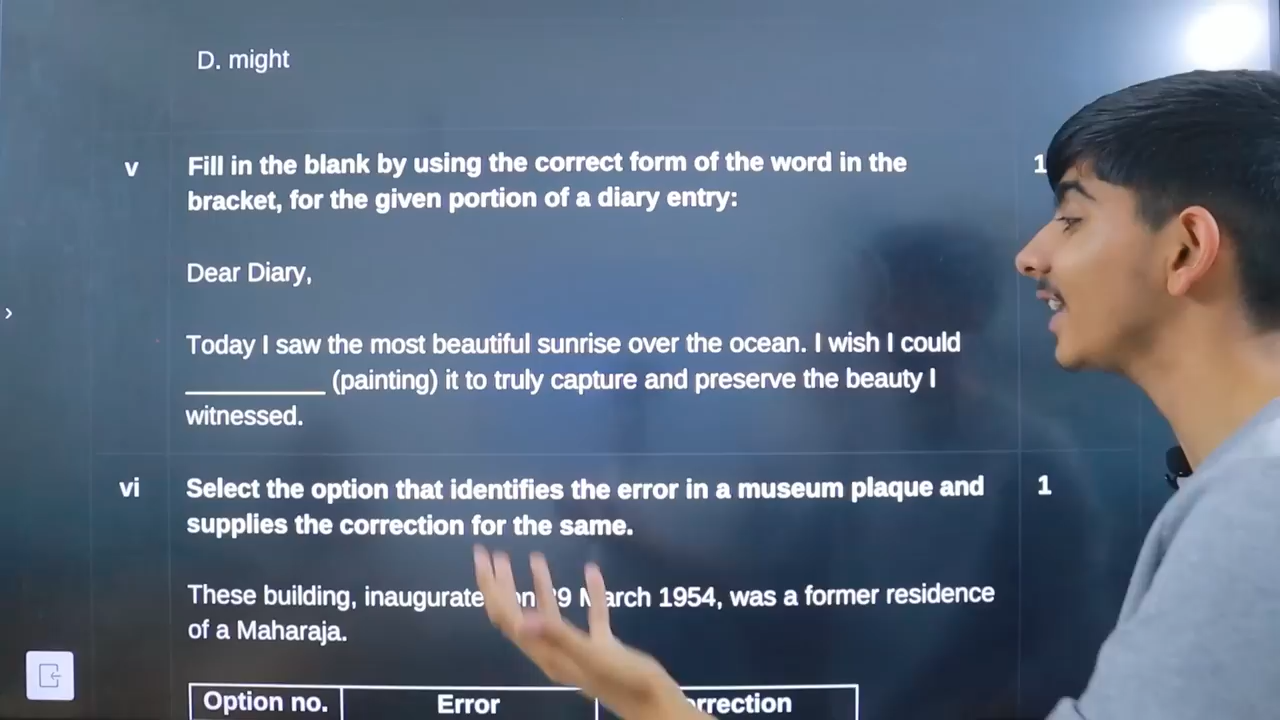 D. might
v Fill in the blank by using the correct form of the word in the 1
bracket, for the given portion of a diary entry:
Dear Diary,
Today I saw the most beautiful sunrise over the ocean. I wish I could
__________ (painting) it to truly capture and preserve the beauty I
witnessed.
vi Select the option that identifies the error in a museum plaque and 1
supplies the correction for the same.
These building, inaugurate on 9 March 1954, was a former residence
of a Maharaja.
Option no. Error rrection